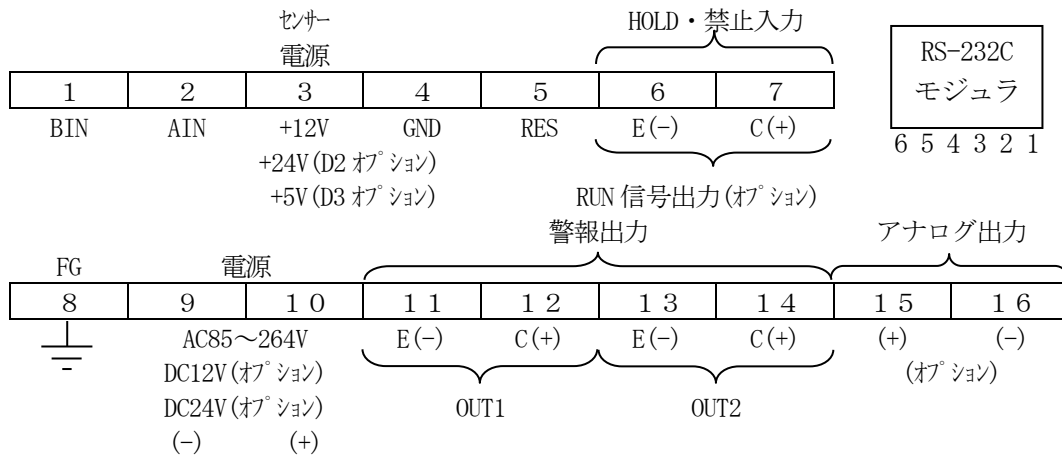 センサー HOLD・禁止入力
電源
RS-232C
モジュラ
1 2 3 4 5 6 7
BIN AIN +12V GND RES E(-) C(+)
6 5 4 3 2 1
+24V(D2 オプション)
+5V(D3 オプション) RUN 信号出力(オプション)
警報出力 アナログ出力
FG 電源
8 9 10 11 12 13 14 15 16
AC85～264V E(-) C(+) E(-) C(+) (+) (-)
DC12V(オプション) (オプション)
DC24V(オプション) OUT1 OUT2
(-) (+)